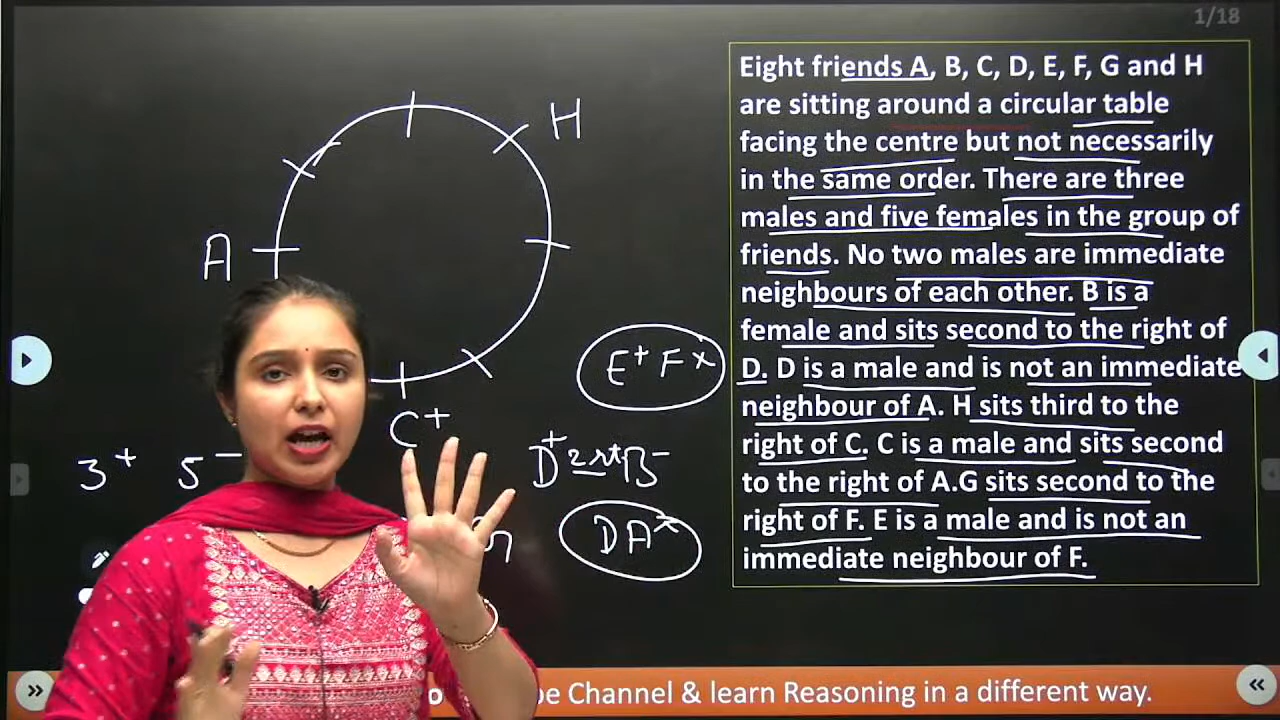 1/18
Eight friends A, B, C, D, E, F, G and H
are sitting around a circular table
facing the centre but not necessarily
in the same order. There are three
males and five females in the group of
friends. No two males are immediate
neighbours of each other. B is a
female and sits second to the right of
D. D is a male and is not an immediate
neighbour of A. H sits third to the
right of C. C is a male and sits second
to the right of A.G sits second to the
right of F. E is a male and is not an
immediate neighbour of F.
H
A
C+
E+ F x
3+ 5-
D+ 2 rt B-
D A x
Channel & learn Reasoning in a different way.